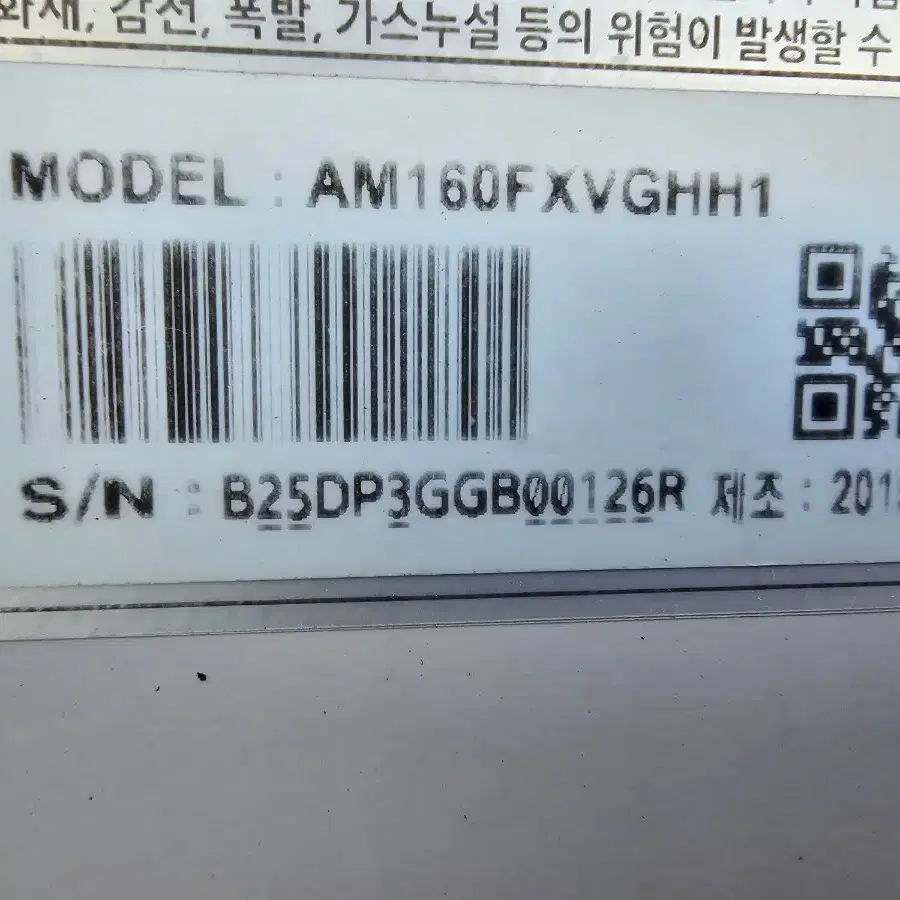 화재, 감전, 폭발, 가스누설 등의 위험이 발생할 수
MODEL : AM160FXVGHH1
S/N : B25DP3GGB00126R 제조 : 201